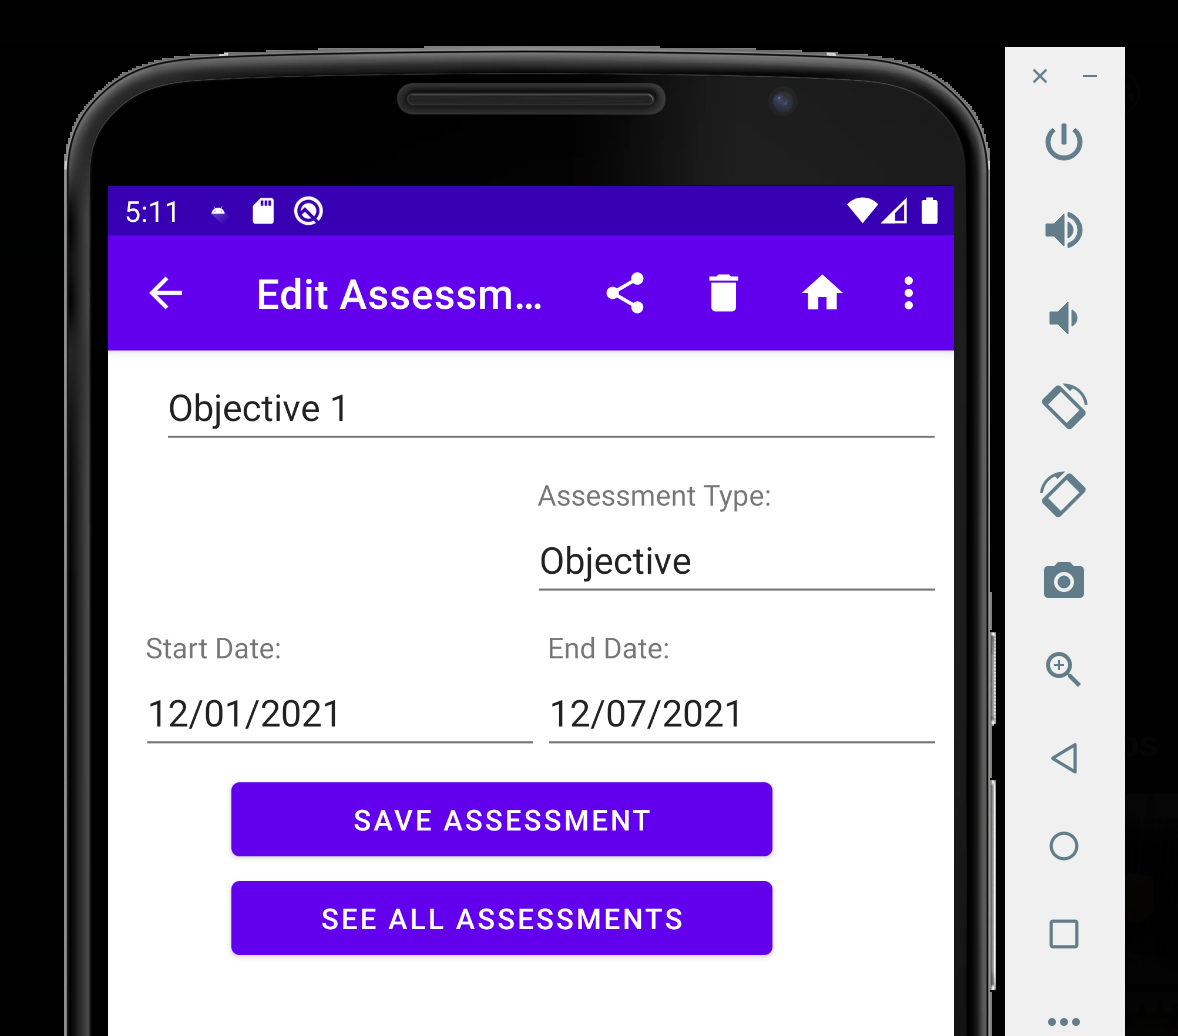 5:11
Edit Assessm...
Objective 1
Assessment Type:
Objective
Start Date:
End Date:
12/01/2021
12/07/2021
SAVE ASSESSMENT
SEE ALL ASSESSMENTS